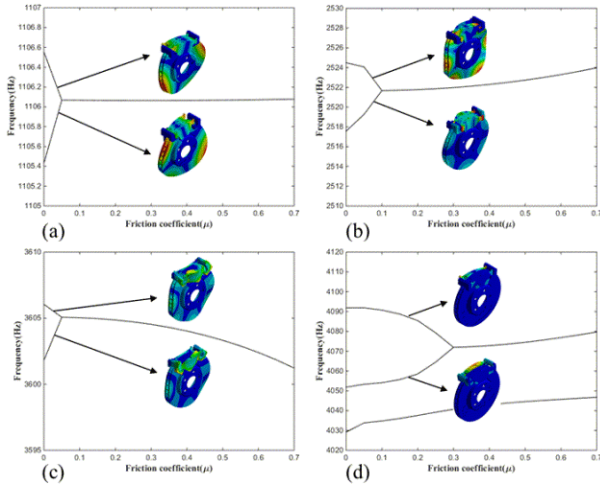 1107
1106.8
1106.6
1106.4
1106.2
1106
1105.8
1105.6
1105.4
1105.2
1105
Frequency(Hz)
0 0.1 0.2 0.3 0.4 0.5 0.6 0.7
Friction coefficient(μ)
(a)
2530
2528
2526
2524
2522
2520
2518
2516
2514
2512
2510
Frequency(Hz)
0 0.1 0.2 0.3 0.4 0.5 0.6 0.7
Friction coefficient(μ)
(b)
3610
3605
3600
3595
Frequency(Hz)
0 0.1 0.2 0.3 0.4 0.5 0.6 0.7
Friction coefficient(μ)
(c)
4120
4110
4100
4090
4080
4070
4060
4050
4040
4030
4020
Frequency(Hz)
0 0.1 0.2 0.3 0.4 0.5 0.6 0.7
Friction coefficient(μ)
(d)